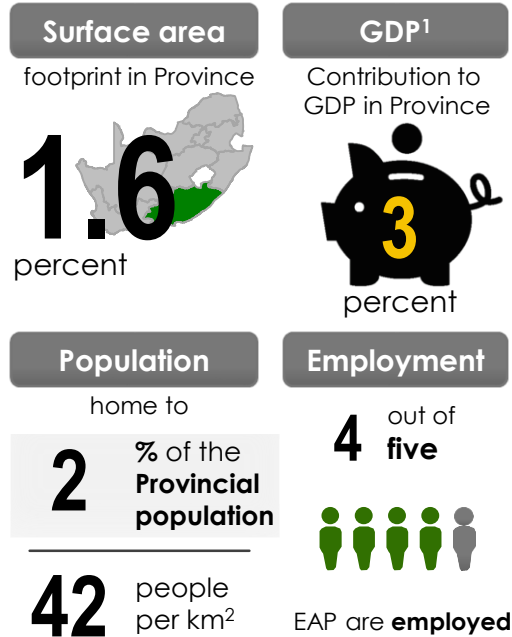 Surface area
footprint in Province
1.6
percent
GDP¹
Contribution to
GDP in Province
3
percent
Population
home to
2
% of the
Provincial
population
42
people
per km²
Employment
4
out of
five
EAP are employed